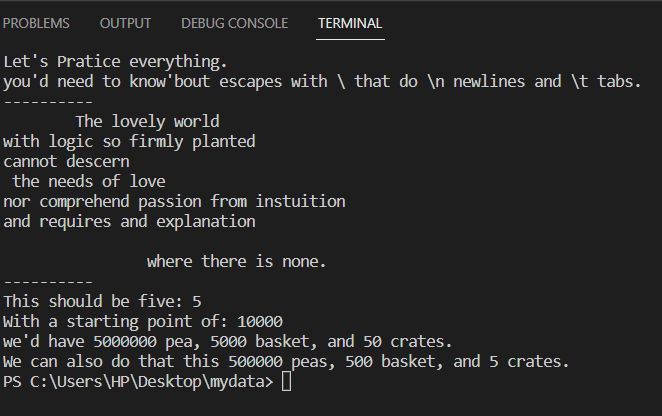 PROBLEMS OUTPUT DEBUG CONSOLE TERMINAL
Let's Pratice everything.
you'd need to know'bout escapes with \ that do \n newlines and \t tabs.
----------
The lovely world
with logic so firmly planted
cannot descern
the needs of love
nor comprehend passion from instuition
and requires and explanation
where there is none.
----------
This should be five: 5
With a starting point of: 10000
we'd have 5000000 pea, 5000 basket, and 50 crates.
We can also do that this 500000 peas, 500 basket, and 5 crates.
PS C:\Users\HP\Desktop\mydata>